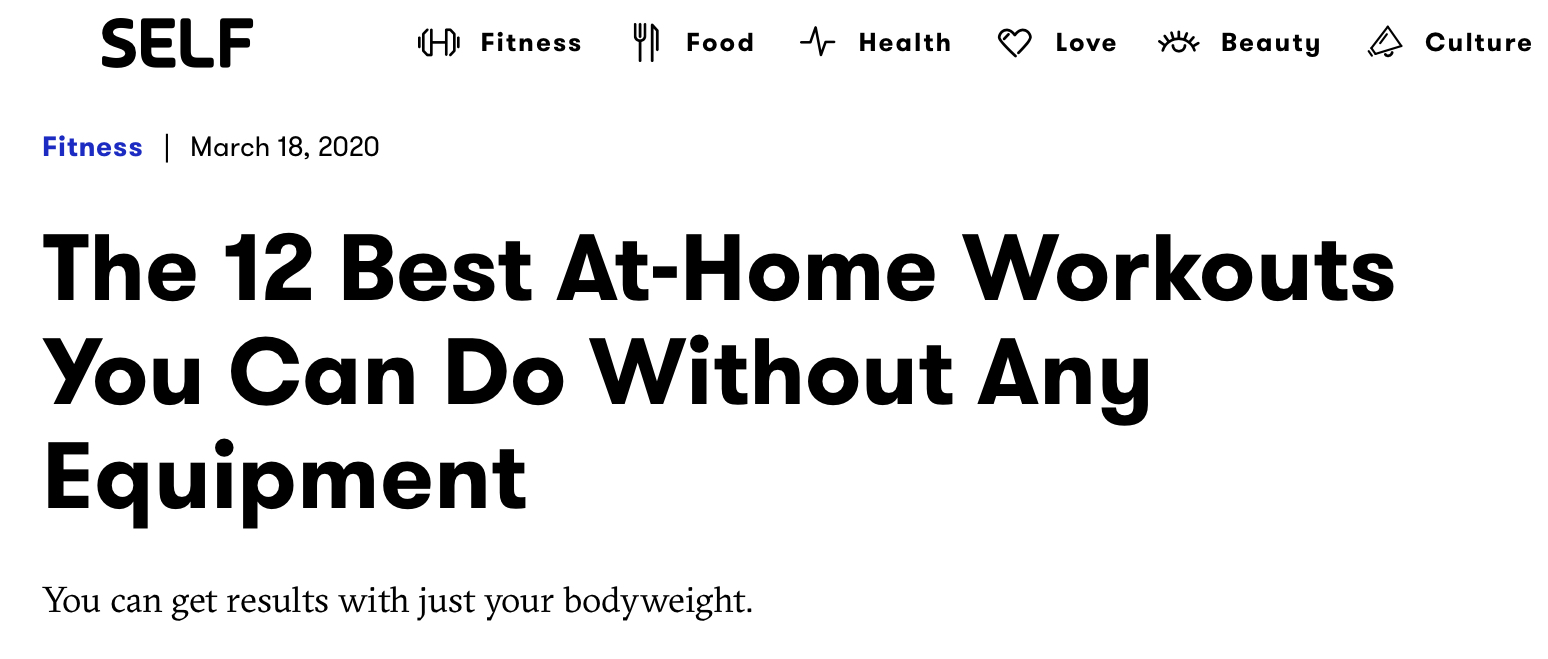 SELF Fitness Food Health Love Beauty Culture
Fitness | March 18, 2020
The 12 Best At-Home Workouts
You Can Do Without Any
Equipment
You can get results with just your bodyweight.